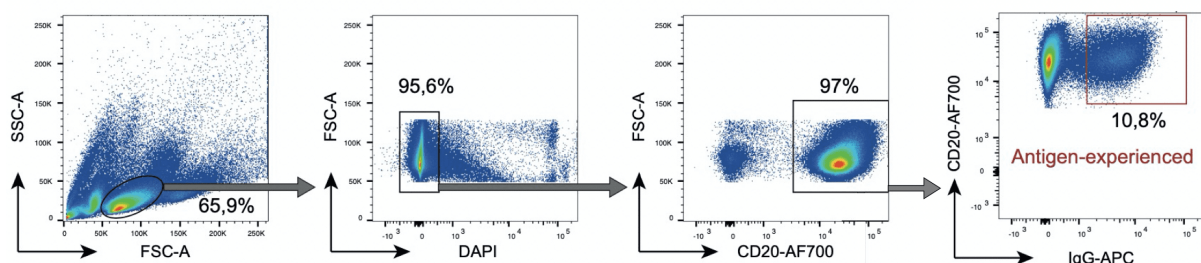 250K
200K
150K
100K
50K
0
SSC-A
65,9%
0 50K 100K 150K 200K 250K
FSC-A
250K
200K
150K
100K
50K
0
FSC-A
95,6%
-10 3 0 10 3 10 4 10 5
DAPI
250K
200K
150K
100K
50K
0
FSC-A
97%
-10 3 0 10 3 10 4 10 5
CD20-AF700
10 5
10 4
10 3
0
-10 3
CD20-AF700
10,8%
Antigen-experienced
-10 3 0 10 3 10 4 10 5
IgG-APC